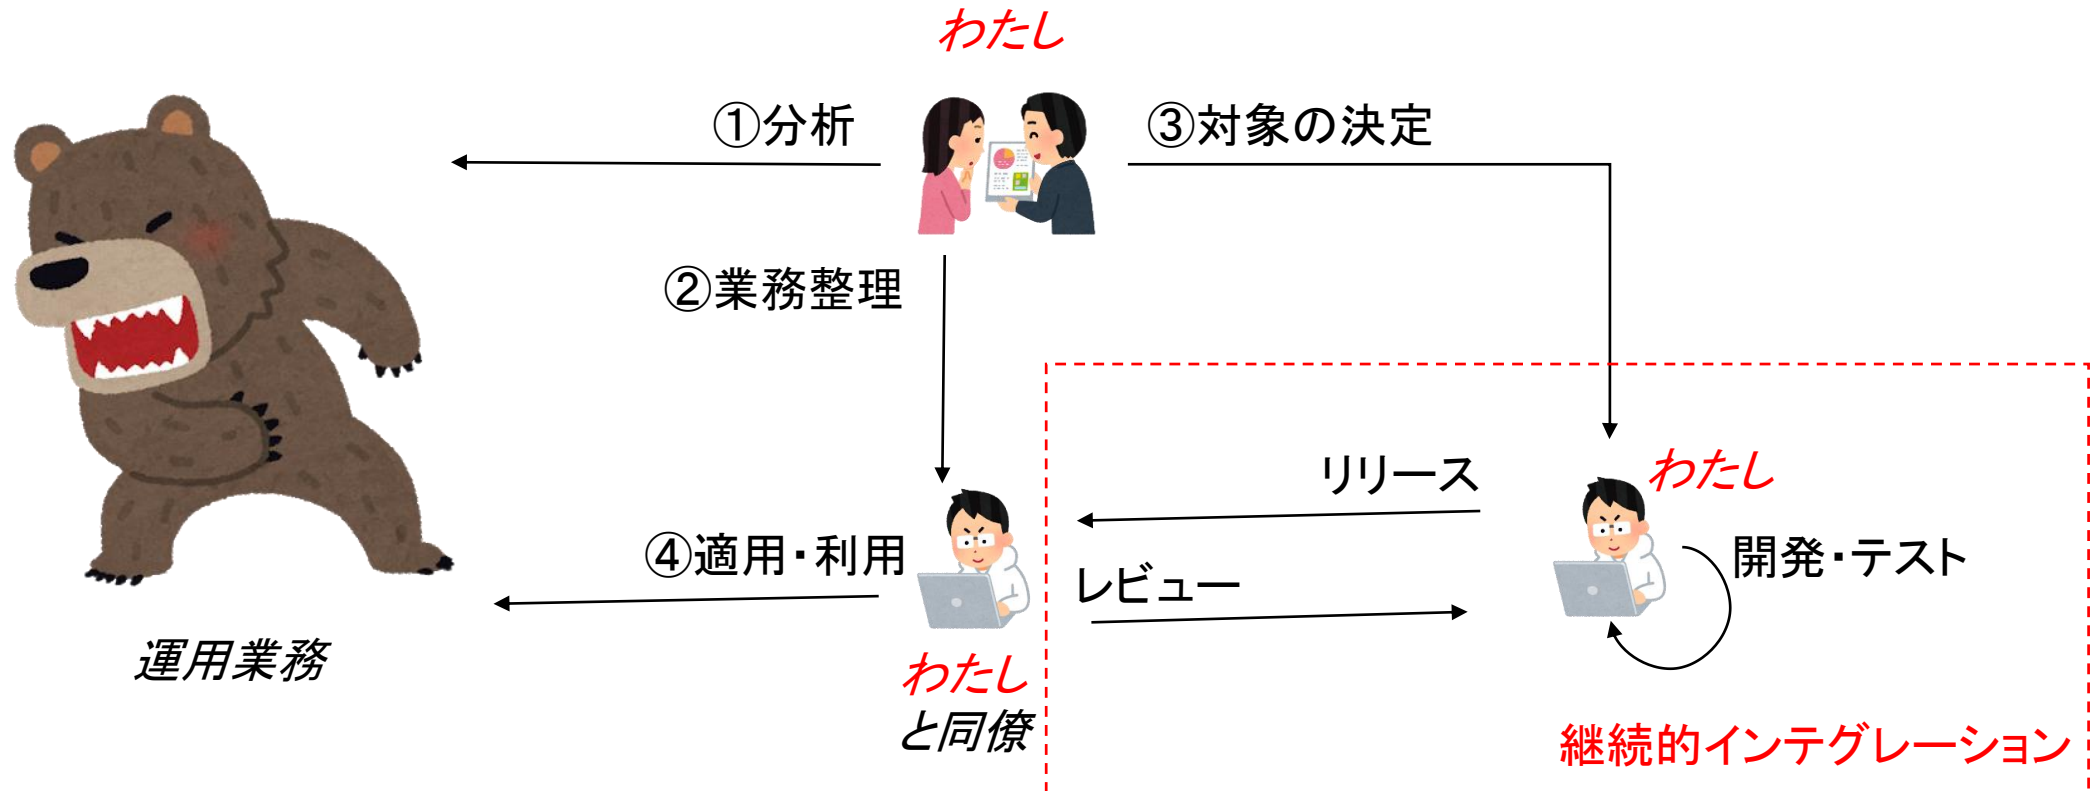 わたし
①分析
③対象の決定
②業務整理
リリース
わたし
④適用・利用
レビュー
開発・テスト
運用業務
わたし
と同僚
継続的インテグレーション